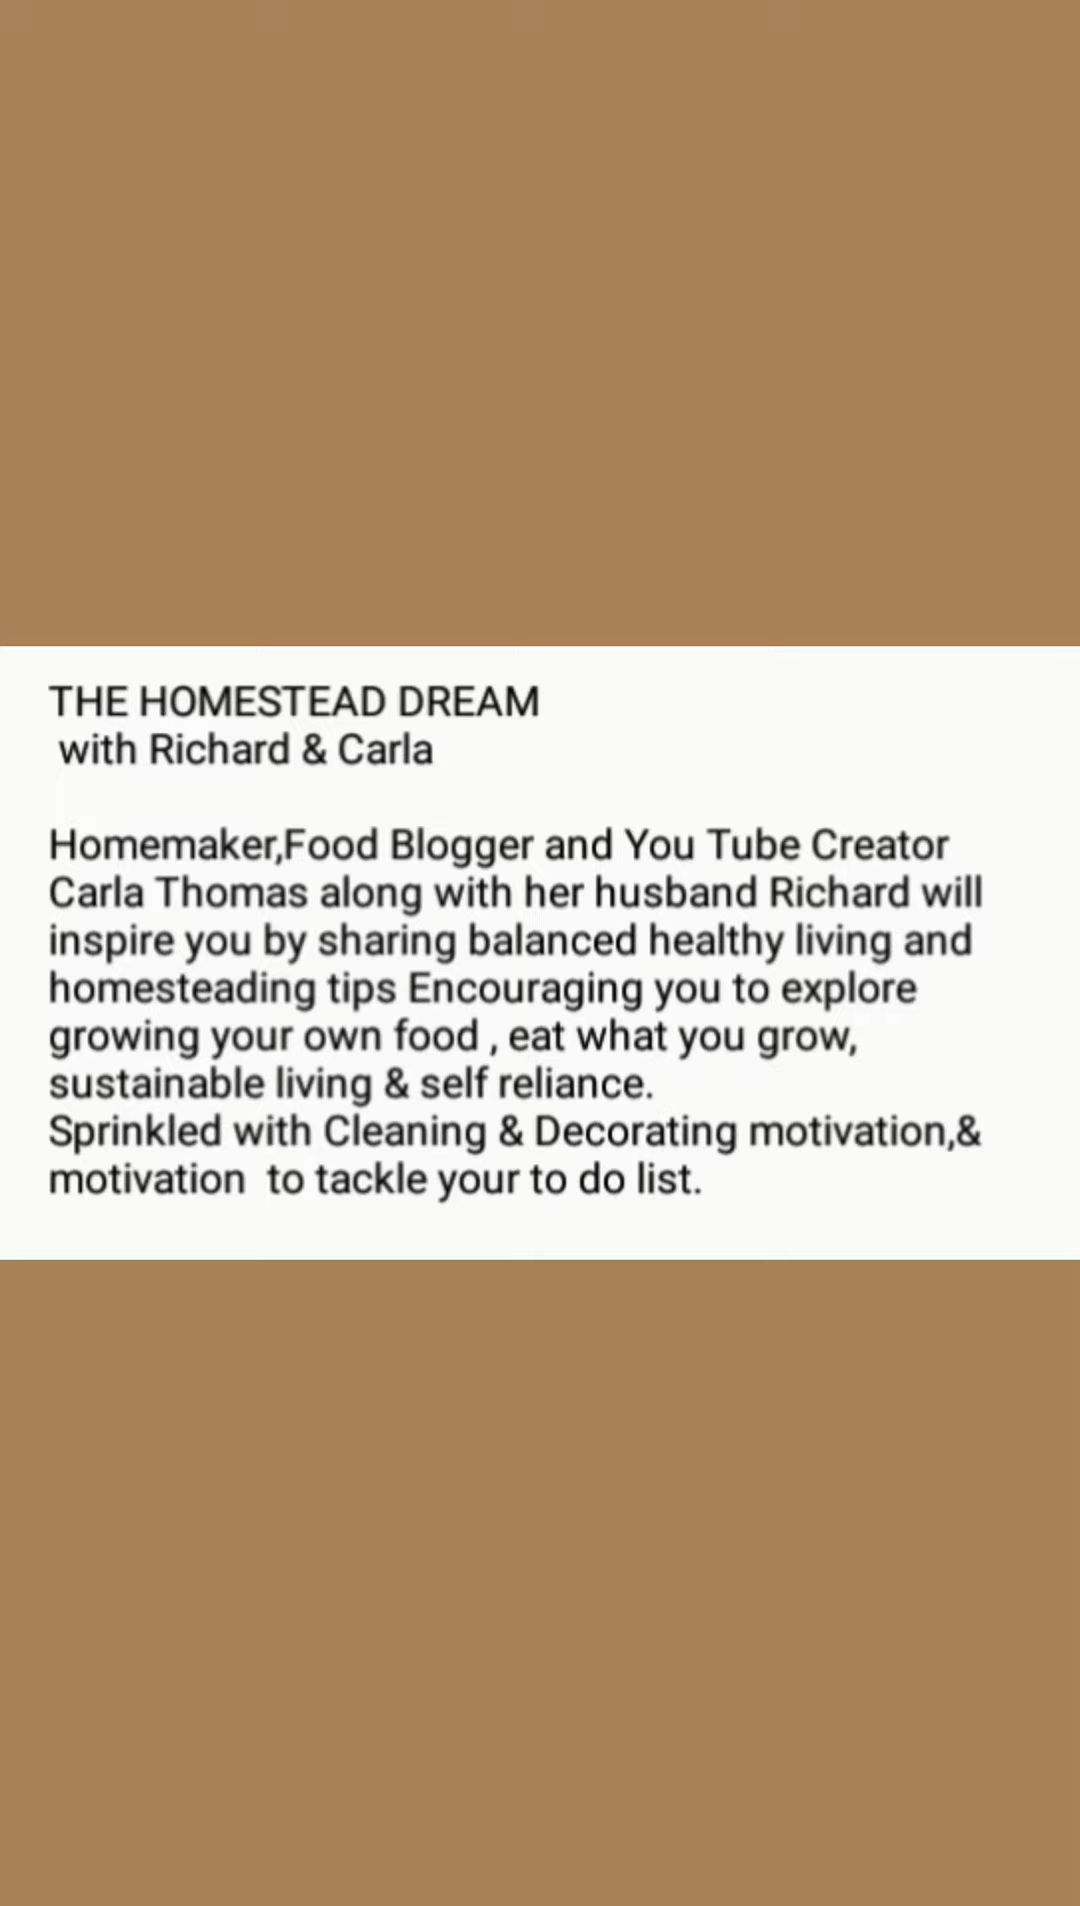 THE HOMESTEAD DREAM
with Richard & Carla
Homemaker,Food Blogger and You Tube Creator
Carla Thomas along with her husband Richard will
inspire you by sharing balanced healthy living and
homesteading tips Encouraging you to explore
growing your own food , eat what you grow,
sustainable living & self reliance.
Sprinkled with Cleaning & Decorating motivation,&
motivation  to tackle your to do list.